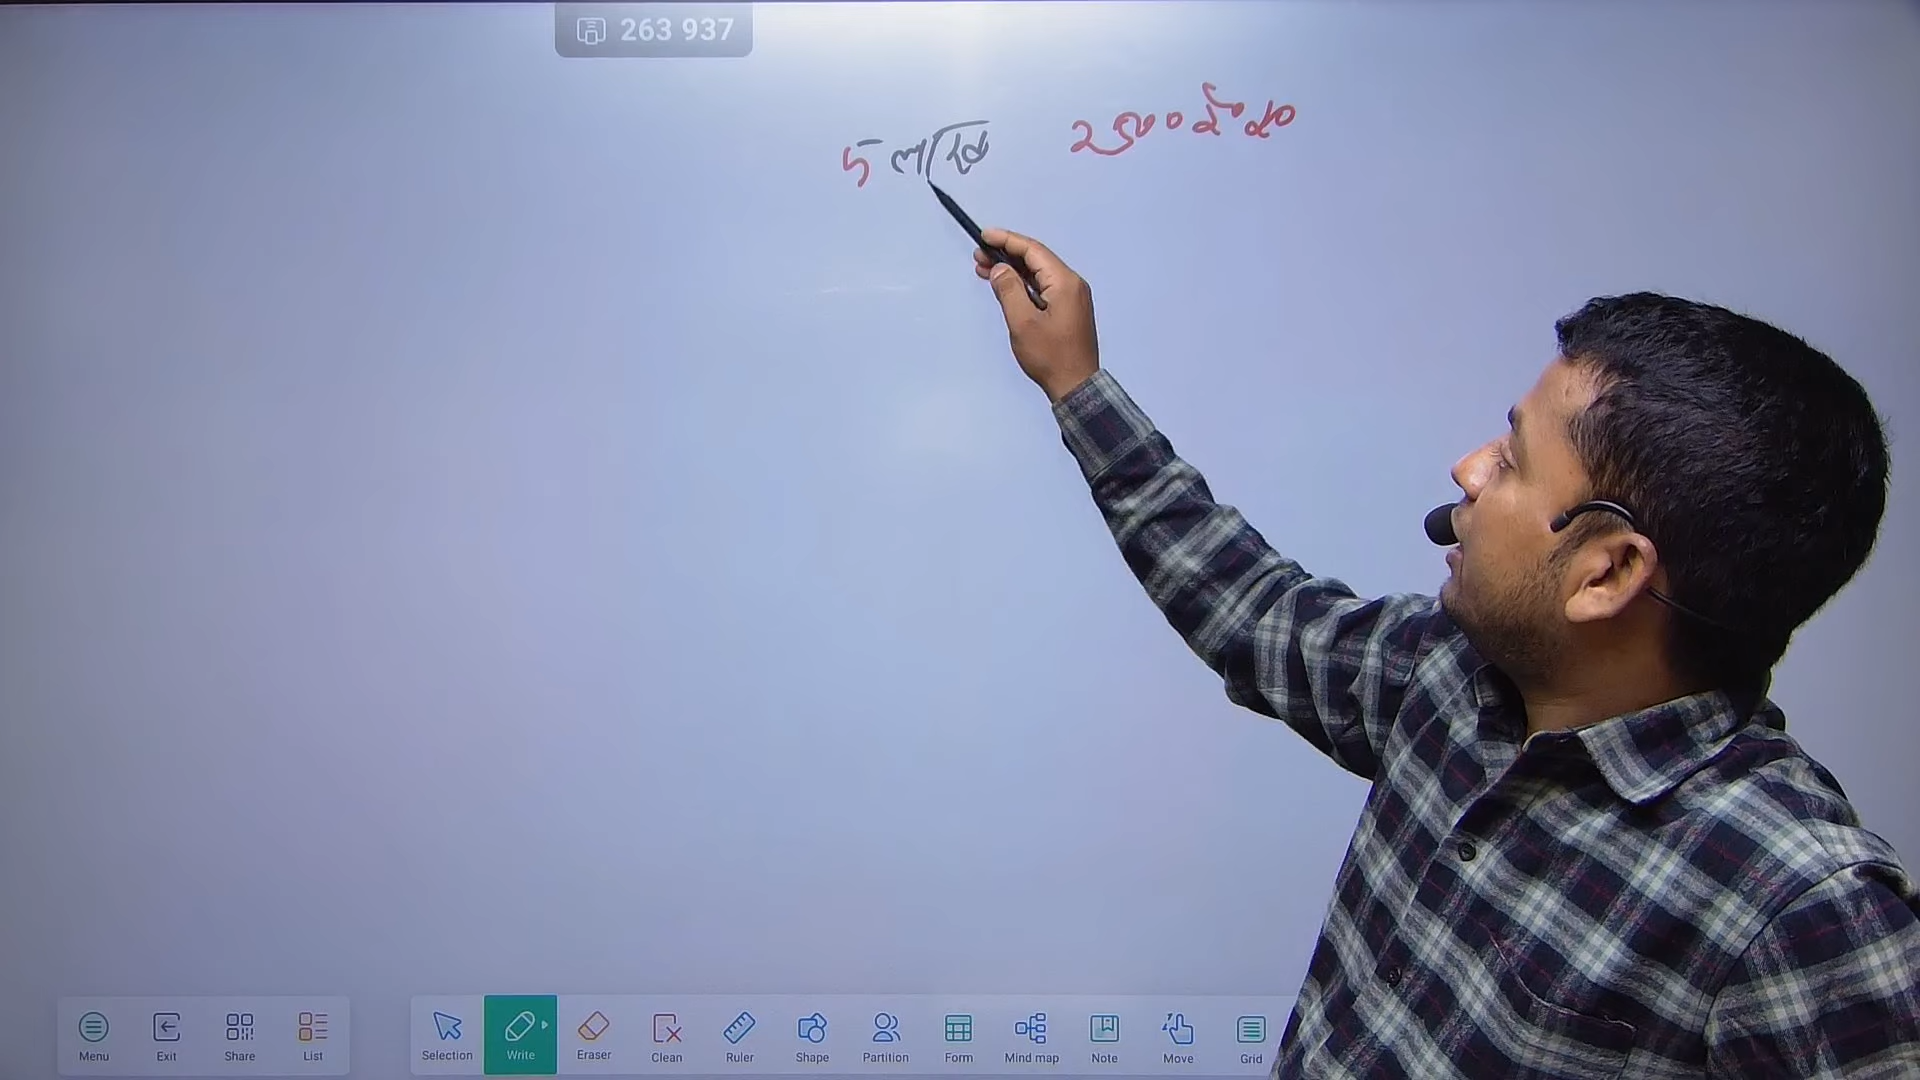 263 937
Menu
Exit
Share
List
Selection
Write
Eraser
Clean
Ruler
Shape
Partition
Form
Mind map
Note
Move
Grid